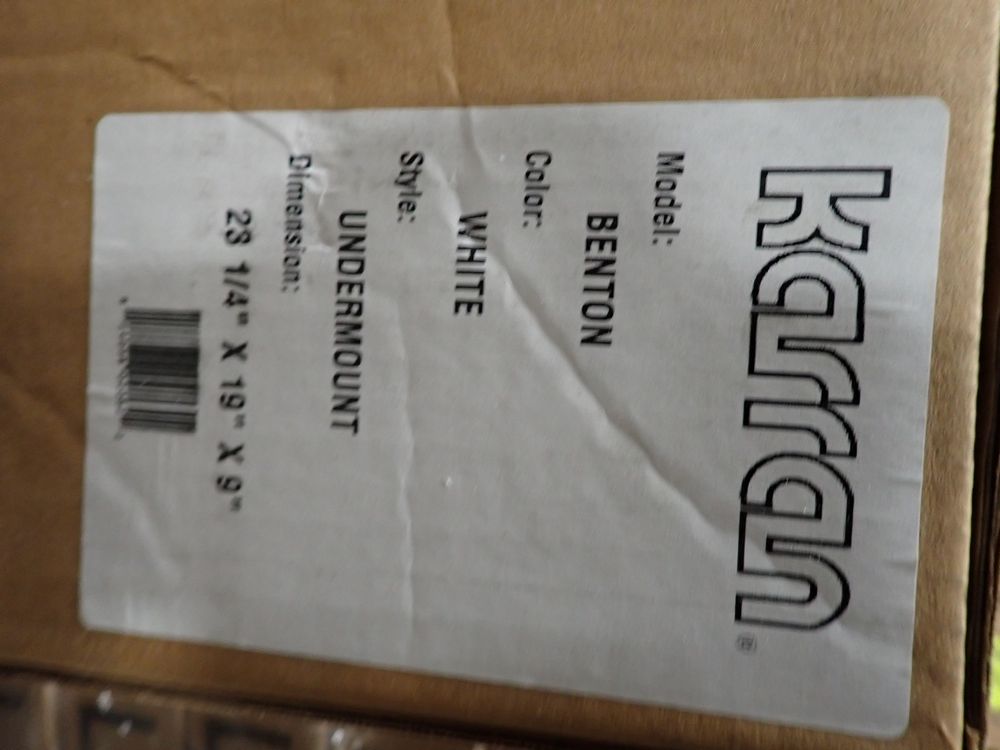 karran®
Model:
BENTON
Color:
WHITE
Style:
UNDERMOUNT
Dimension:
23 1/4" X 19" X 9"